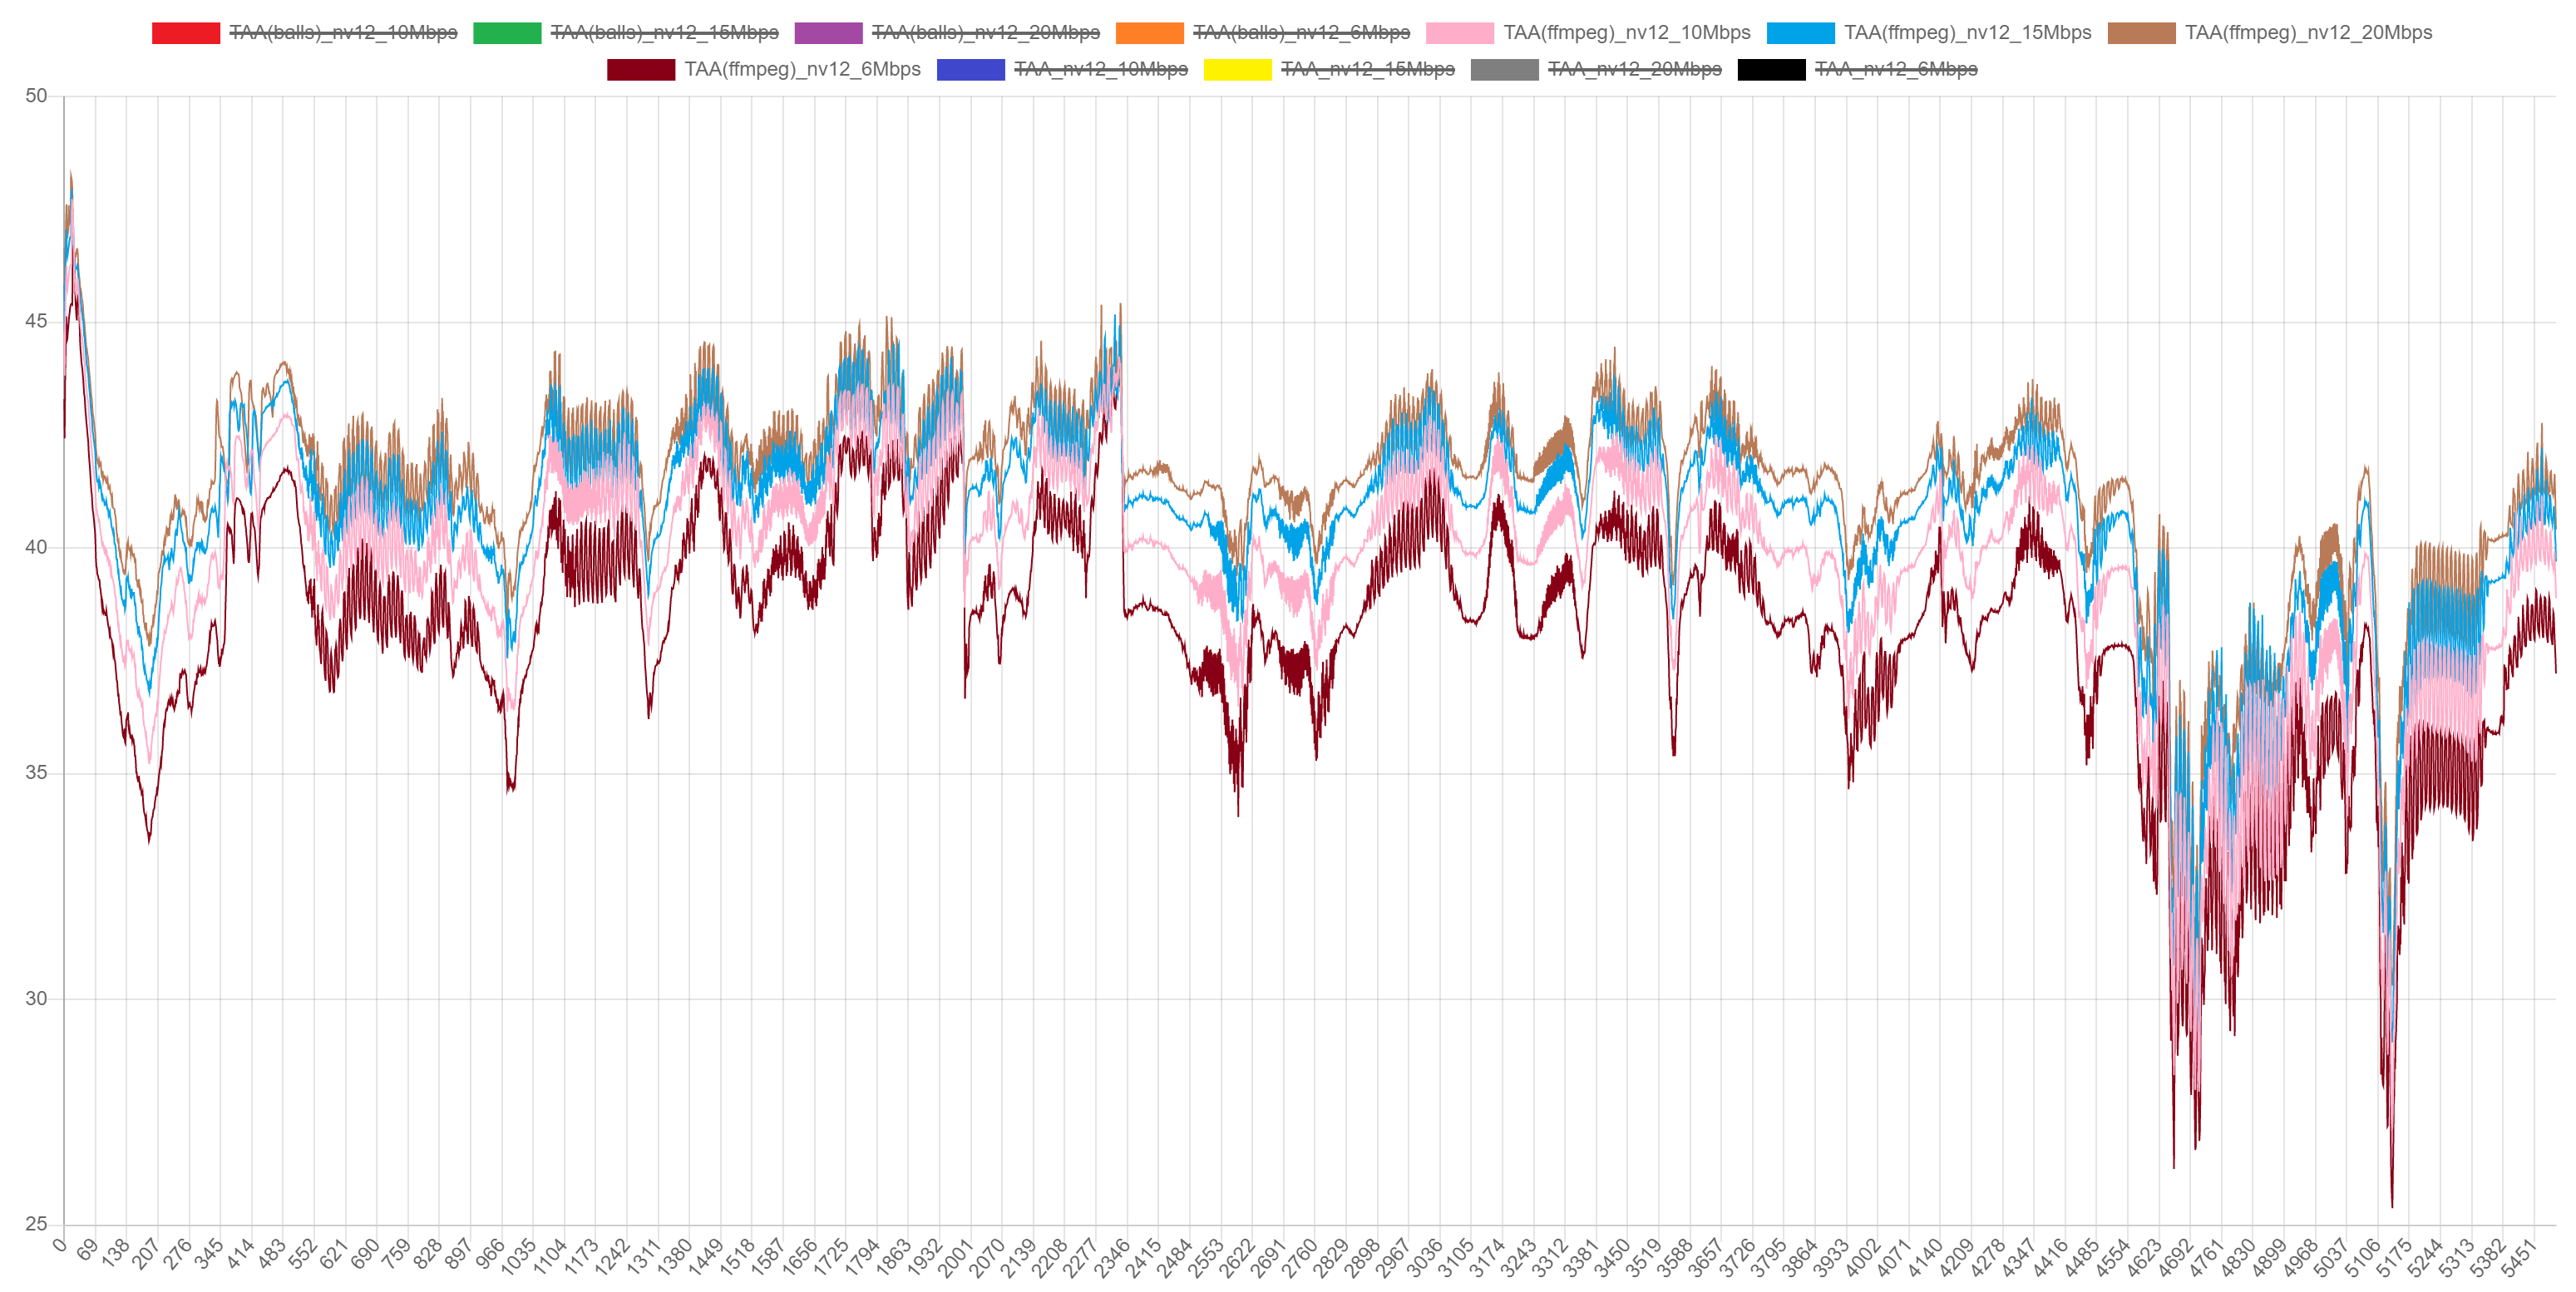 TAA(balls)_nv12_10Mbps TAA(balls)_nv12_15Mbps TAA(balls)_nv12_20Mbps TAA(balls)_nv12_6Mbps TAA(ffmpeg)_nv12_10Mbps TAA(ffmpeg)_nv12_15Mbps TAA(ffmpeg)_nv12_20Mbps
TAA(ffmpeg)_nv12_6Mbps TAA_nv12_10Mbps TAA_nv12_15Mbps TAA_nv12_20Mbps TAA_nv12_6Mbps
50
45
40
35
30
25
0 69 138 207 276 345 414 483 552 621 690 759 828 897 966 1035 1104 1173 1242 1311 1380 1449 1518 1587 1656 1725 1794 1863 1932 2001 2070 2139 2208 2277 2346 2415 2484 2553 2622 2691 2760 2829 2898 2967 3036 3105 3174 3243 3312 3381 3450 3519 3588 3657 3726 3795 3864 3933 4002 4071 4140 4209 4278 4347 4416 4485 4554 4623 4692 4761 4830 4899 4968 5037 5106 5175 5244 5313 5382 5451